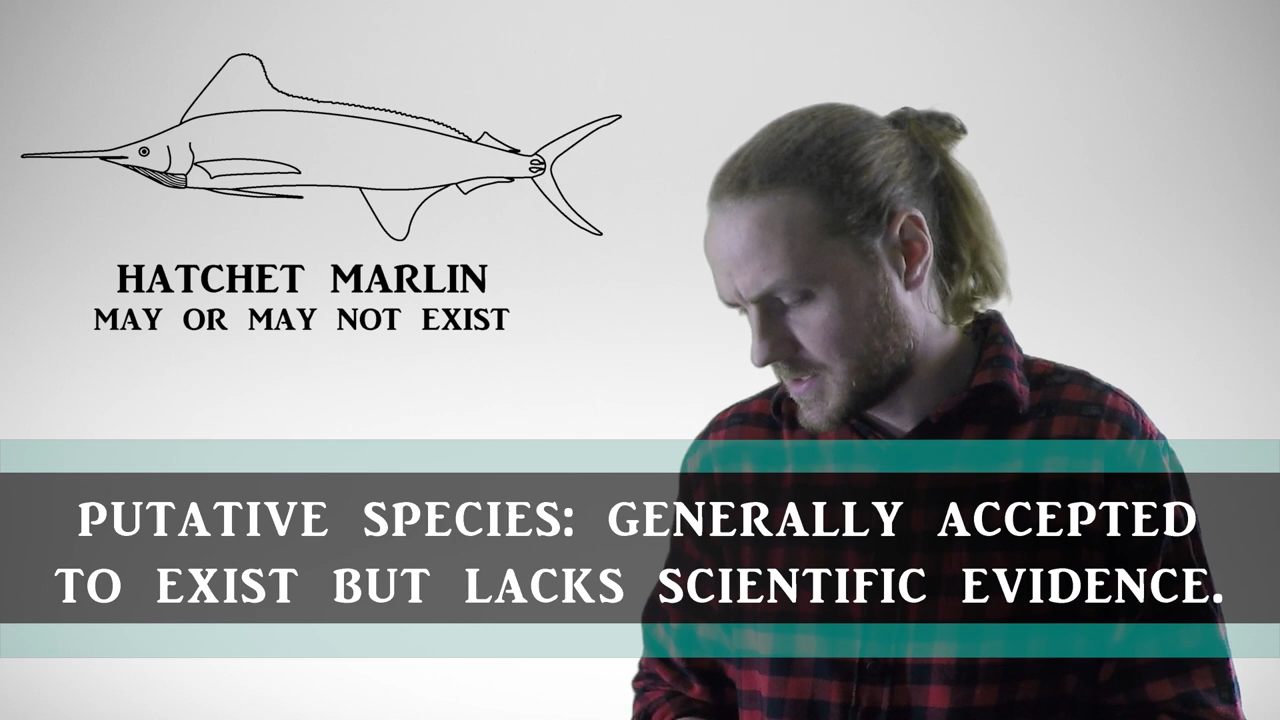 HATCHET MARLIN
MAY OR MAY NOT EXIST
PUTATIVE SPECIES: GENERALLY ACCEPTED
TO EXIST BUT LACKS SCIENTIFIC EVIDENCE.